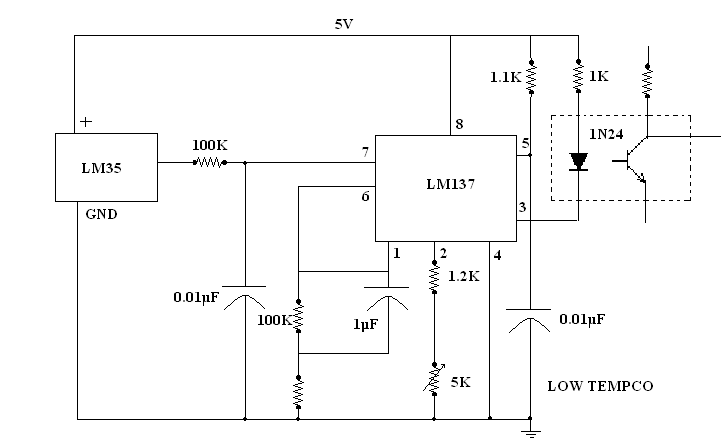 5V
1.1K
1K
+
8
1N24
100K
7
5
LM35
LM137
6
3
GND
1
2
4
1.2K
0.01µF
100K
1µF
0.01µF
5K
LOW TEMPCO